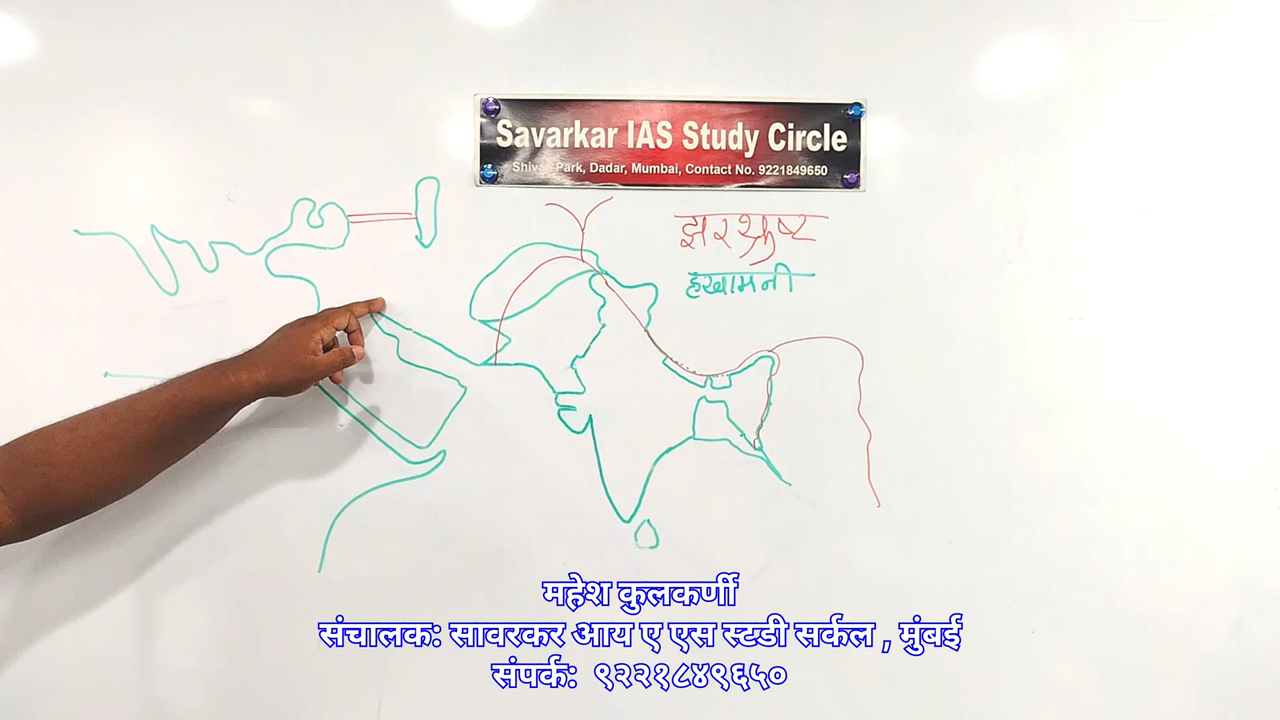 Savarkar IAS Study Circle
Shivaji Park, Dadar, Mumbai, Contact No. 9221849650
झरथ्रुष्ट
हखामनी
महेश कुलकर्णी
संचालक: सावरकर आय ए एस स्टडी सर्कल , मुंबई
संपर्क: ९२२१८४९६५०